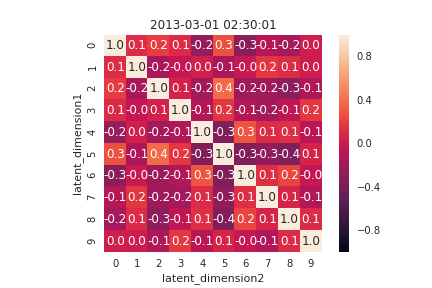 2013-03-01 02:30:01
latent_dimension1
0 1.0 0.1 0.2 0.1 -0.2 0.3 -0.3 -0.1 -0.2 0.0
1 0.1 1.0 -0.2 -0.0 0.0 -0.1 -0.0 0.2 0.1 0.0
2 0.2 -0.2 1.0 0.1 -0.2 0.4 -0.2 -0.2 -0.3 -0.1
3 0.1 -0.0 0.1 1.0 -0.1 0.2 -0.1 -0.2 -0.1 0.2
4 -0.2 0.0 -0.2 -0.1 1.0 -0.3 0.3 0.1 0.1 -0.1
5 0.3 -0.1 0.4 0.2 -0.3 1.0 -0.3 -0.3 -0.4 0.1
6 -0.3 -0.0 -0.2 -0.1 0.3 -0.3 1.0 0.1 0.2 -0.0
7 -0.1 0.2 -0.2 -0.2 0.1 -0.3 0.1 1.0 0.1 -0.1
8 -0.2 0.1 -0.3 -0.1 0.1 -0.4 0.2 0.1 1.0 0.1
9 0.0 0.0 -0.1 0.2 -0.1 0.1 -0.0 -0.1 0.1 1.0
0 1 2 3 4 5 6 7 8 9
latent_dimension2
0.8
0.4
0.0
−0.4
−0.8